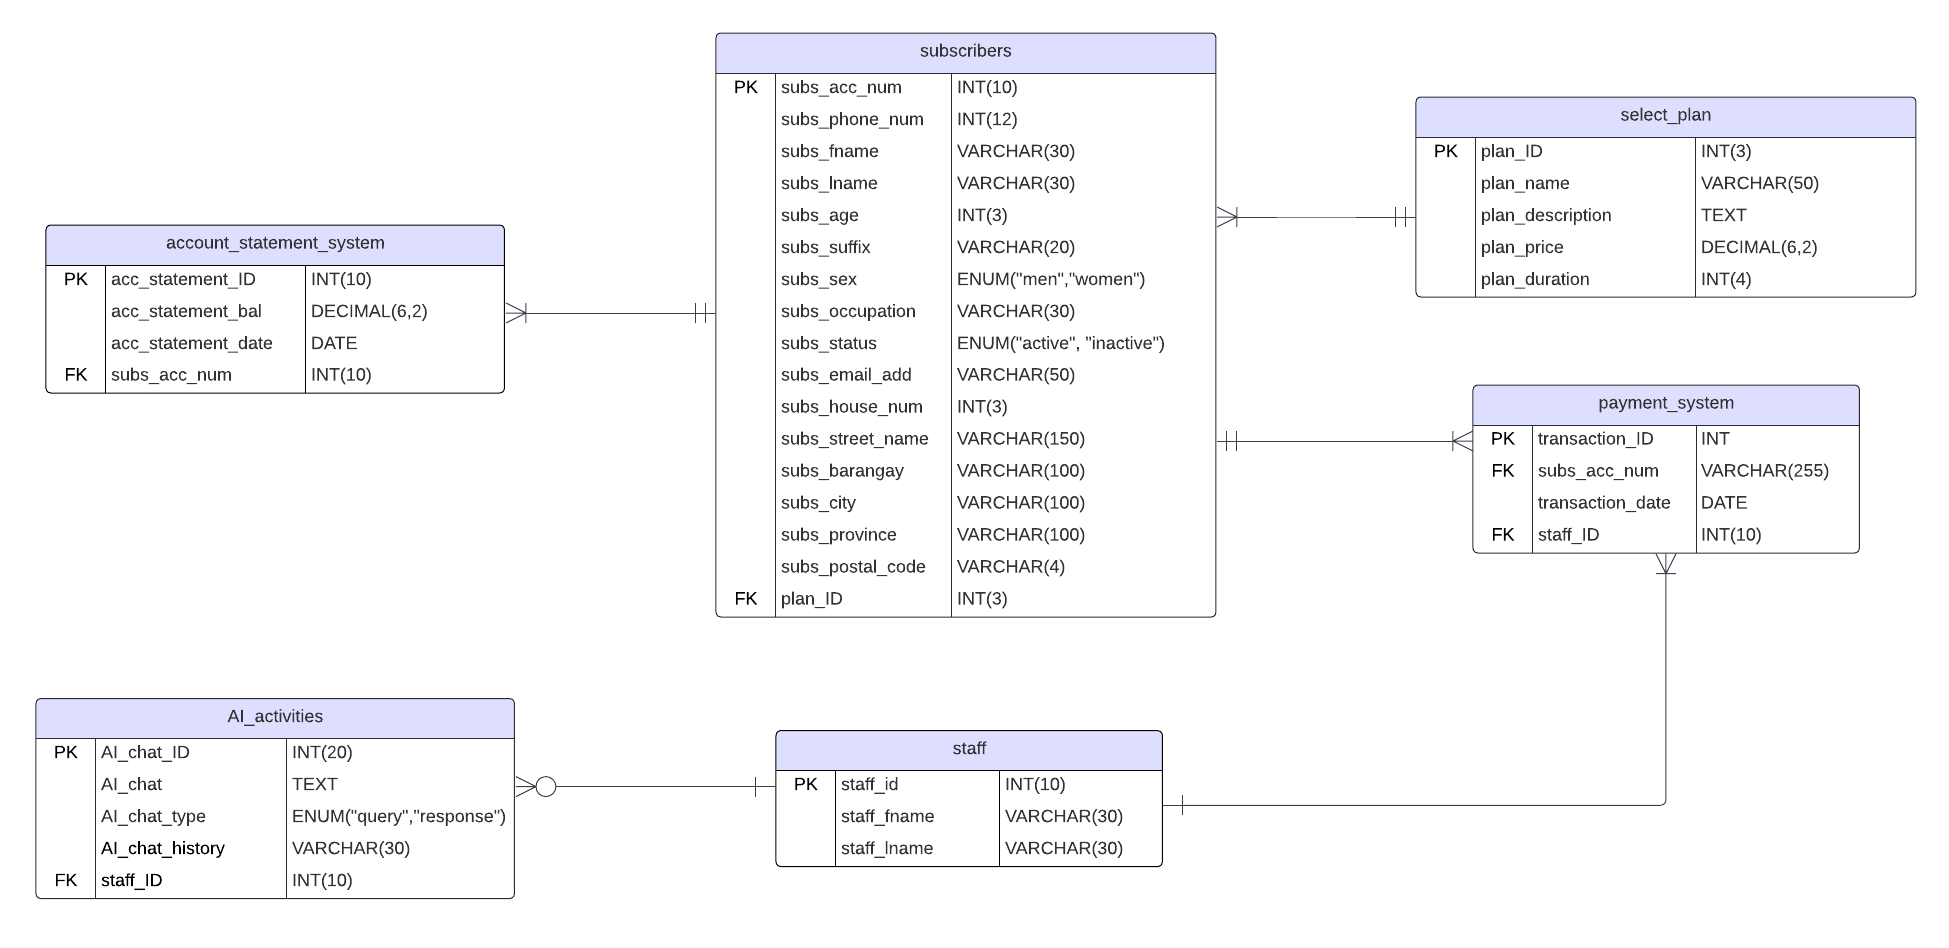 subscribers
PK subs_acc_num INT(10)
subs_phone_num INT(12)
subs_fname VARCHAR(30)
subs_lname VARCHAR(30)
subs_age INT(3)
subs_suffix VARCHAR(20)
subs_sex ENUM("men","women")
subs_occupation VARCHAR(30)
subs_status ENUM("active", "inactive")
subs_email_add VARCHAR(50)
subs_house_num INT(3)
subs_street_name VARCHAR(150)
subs_barangay VARCHAR(100)
subs_city VARCHAR(100)
subs_province VARCHAR(100)
subs_postal_code VARCHAR(4)
FK plan_ID INT(3)
select_plan
PK plan_ID INT(3)
plan_name VARCHAR(50)
plan_description TEXT
plan_price DECIMAL(6,2)
plan_duration INT(4)
account_statement_system
PK acc_statement_ID INT(10)
acc_statement_bal DECIMAL(6,2)
acc_statement_date DATE
FK subs_acc_num INT(10)
payment_system
PK transaction_ID INT
FK subs_acc_num VARCHAR(255)
transaction_date DATE
FK staff_ID INT(10)
AI_activities
PK AI_chat_ID INT(20)
AI_chat TEXT
AI_chat_type ENUM("query","response")
AI_chat_history VARCHAR(30)
FK staff_ID INT(10)
staff
PK staff_id INT(10)
staff_fname VARCHAR(30)
staff_lname VARCHAR(30)